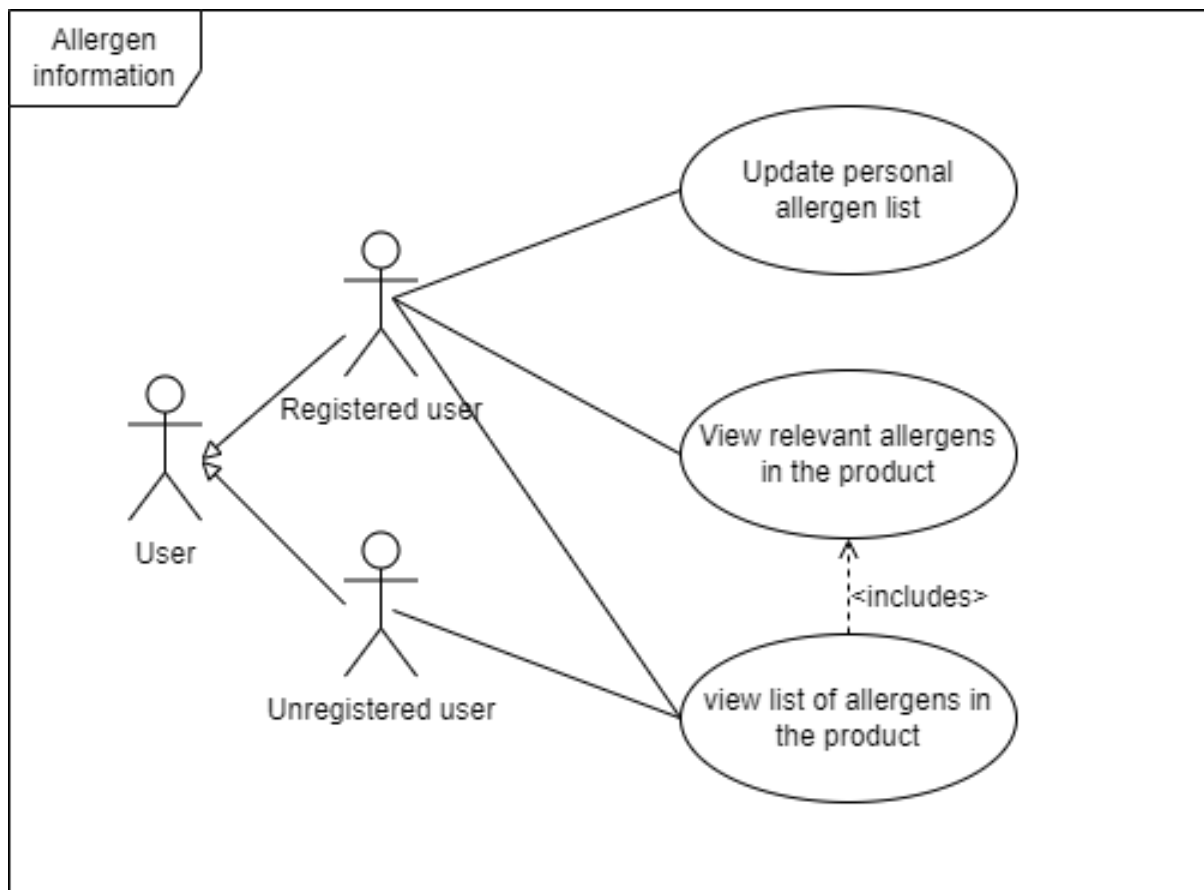 Allergen
information
Update personal
allergen list
Registered user
View relevant allergens
in the product
User
<includes>
Unregistered user
view list of allergens in
the product